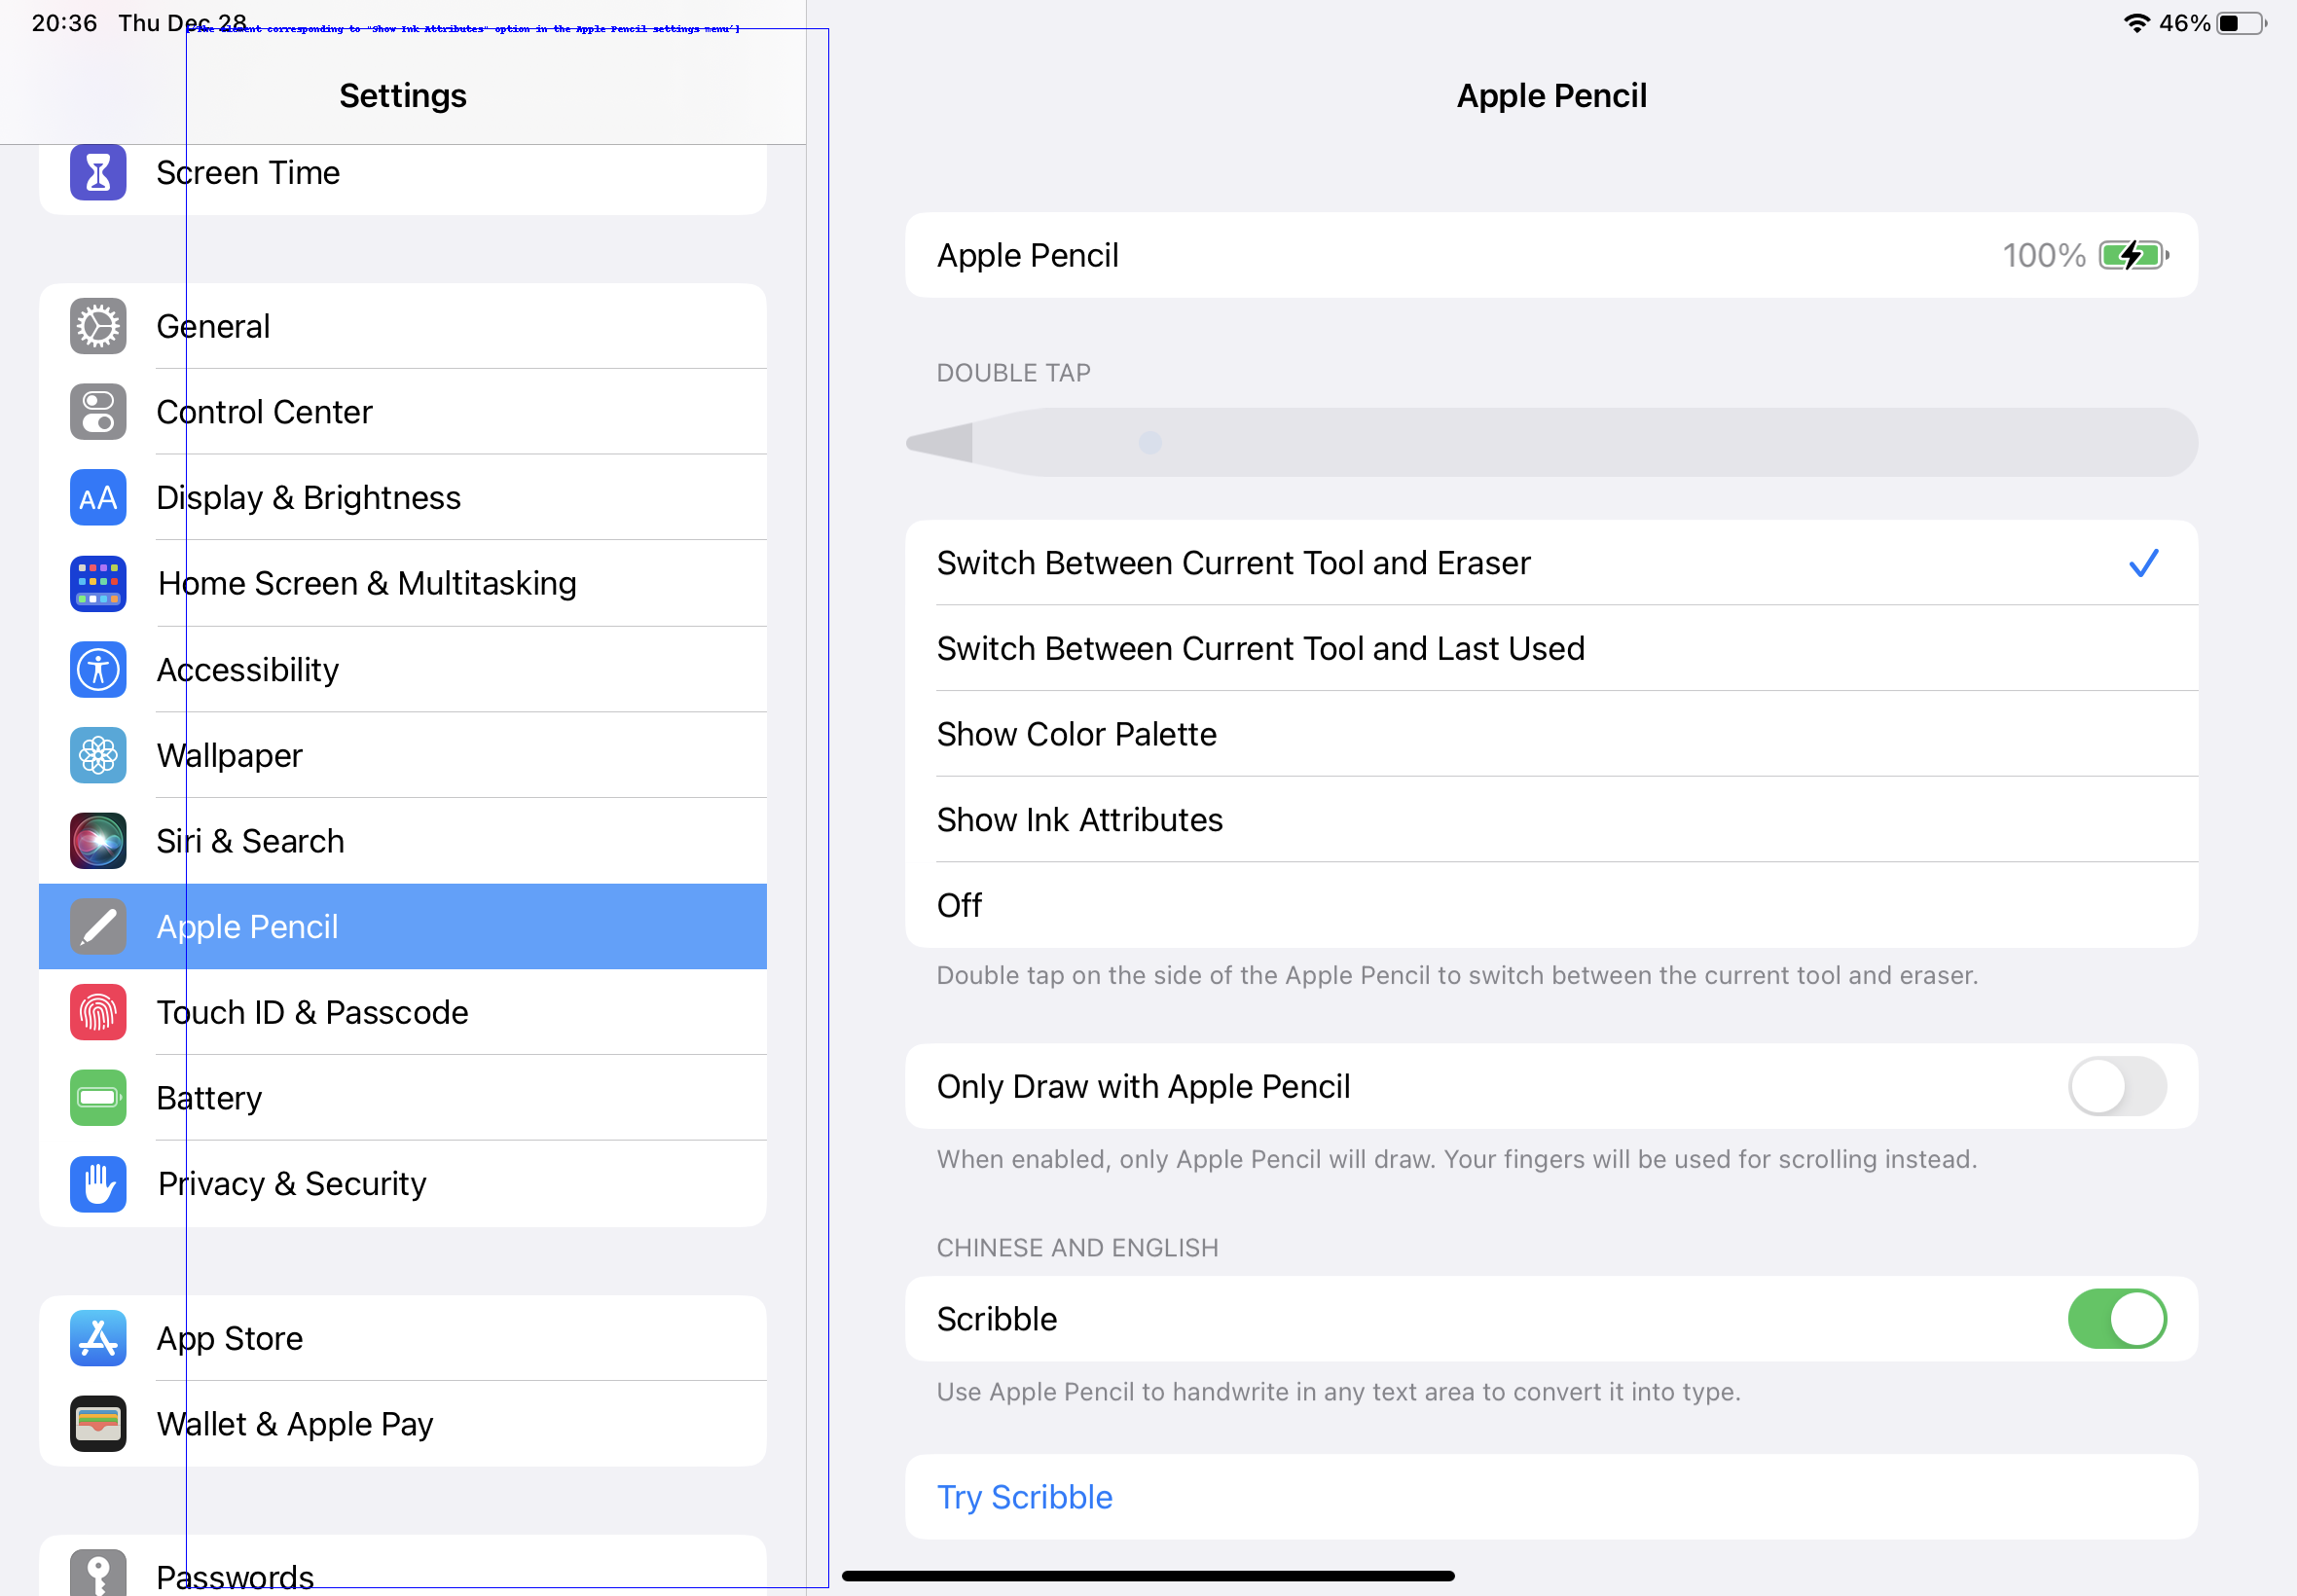 20:36 Thu Dec 28
46%
['The element corresponding to "Show Ink Attributes" option in the Apple Pencil settings menu']
Settings
Screen Time
General
Control Center
Display & Brightness
Home Screen & Multitasking
Accessibility
Wallpaper
Siri & Search
Apple Pencil
Touch ID & Passcode
Battery
Privacy & Security
App Store
Wallet & Apple Pay
Passwords
Apple Pencil
Apple Pencil 100%
DOUBLE TAP
Switch Between Current Tool and Eraser
Switch Between Current Tool and Last Used
Show Color Palette
Show Ink Attributes
Off
Double tap on the side of the Apple Pencil to switch between the current tool and eraser.
Only Draw with Apple Pencil
When enabled, only Apple Pencil will draw. Your fingers will be used for scrolling instead.
CHINESE AND ENGLISH
Scribble
Use Apple Pencil to handwrite in any text area to convert it into type.
Try Scribble